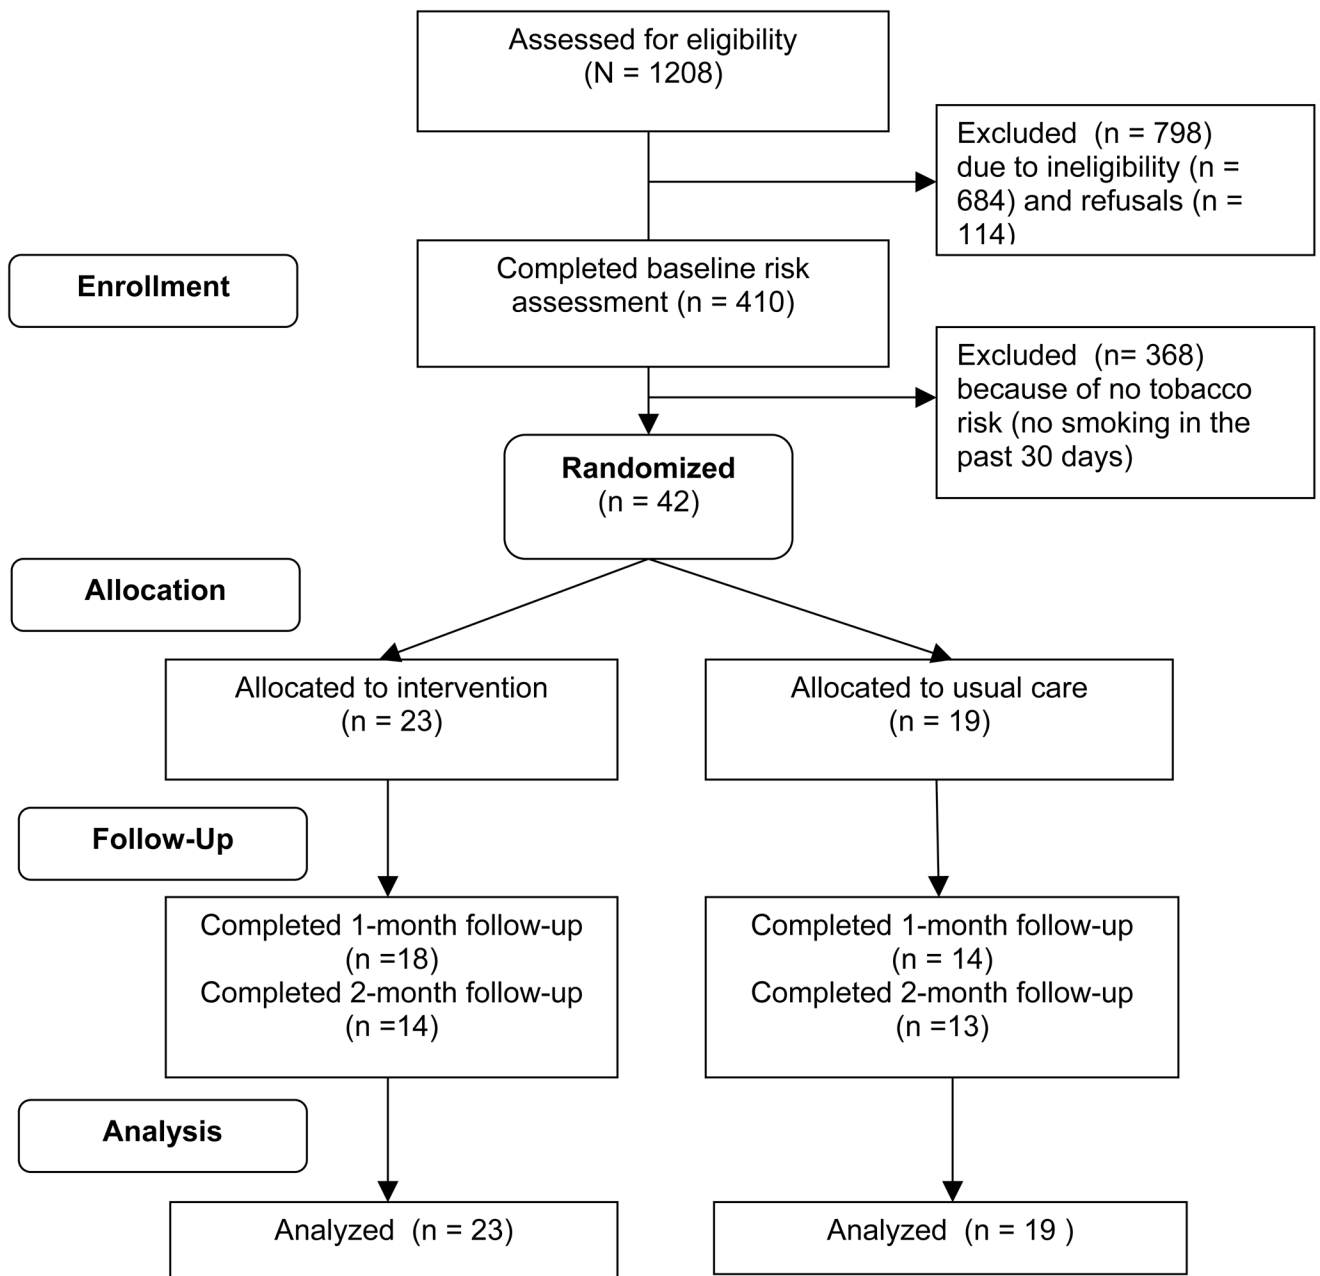 Assessed for eligibility
(N = 1208)
Excluded (n = 798)
due to ineligibility (n =
684) and refusals (n =
114)
Enrollment
Completed baseline risk
assessment (n = 410)
Excluded (n= 368)
because of no tobacco
risk (no smoking in the
past 30 days)
Randomized
(n = 42)
Allocation
Allocated to intervention
(n = 23)
Allocated to usual care
(n = 19)
Follow-Up
Completed 1-month follow-up
(n =18)
Completed 2-month follow-up
(n =14)
Completed 1-month follow-up
(n = 14)
Completed 2-month follow-up
(n =13)
Analysis
Analyzed (n = 23)
Analyzed (n = 19 )